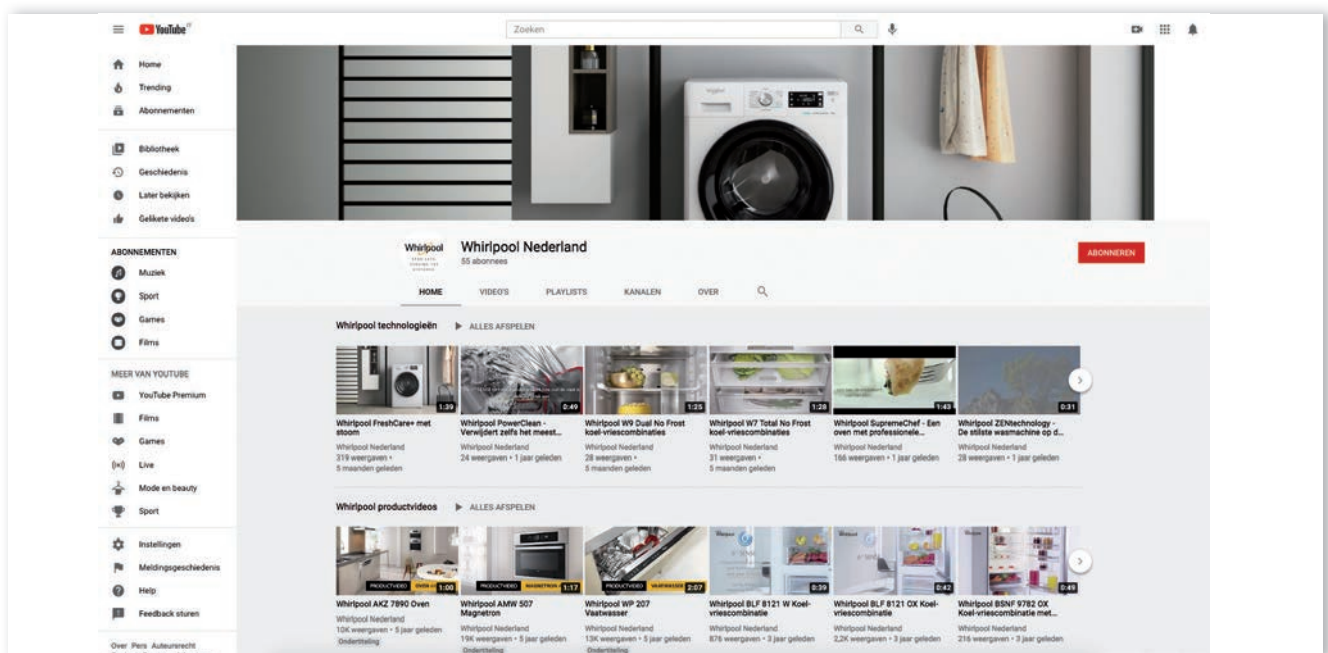 YouTube
Zoeken
Home
Trending
Abonnementen
Bibliotheek
Geschiedenis
Later bekijken
Gelikete video's
ABONNEMENTEN
Muziek
Sport
Games
Films
MEER VAN YOUTUBE
YouTube Premium
Films
Games
Live
Mode en beauty
Sport
Instellingen
Meldingsgeschiedenis
Help
Feedback sturen
Over Pers Auteursrecht
Whirlpool
Whirlpool Nederland
55 abonnees
ABONNEREN
HOME VIDEO'S PLAYLISTS KANALEN OVER
Whirlpool technologieën ALLES AFSPELEN
1:39 0:49 1:25 1:28 1:43 0:31
Whirlpool FreshCare+ met
stoom
Whirlpool Nederland
319 weergaven •
5 maanden geleden
Whirlpool PowerClean -
Verwijdert zelfs het meest...
Whirlpool Nederland
24 weergaven • 1 jaar geleden
Whirlpool W9 Dual No Frost
koel-vriescombinaties
Whirlpool Nederland
28 weergaven •
5 maanden geleden
Whirlpool W7 Total No Frost
koel-vriescombinaties
Whirlpool Nederland
31 weergaven •
5 maanden geleden
Whirlpool SupremeChef - Een
oven met professionele...
Whirlpool Nederland
166 weergaven • 1 jaar geleden
Whirlpool ZENtechnology -
De stilste wasmachine op d...
Whirlpool Nederland
28 weergaven • 1 jaar geleden
Whirlpool productvideos ALLES AFSPELEN
PRODUCTVIDEO OVEN 1:00
PRODUCTVIDEO MAGNETRON 1:17
PRODUCTVIDEO VAATWASSER 2:07
0:39 0:42 0:49
Whirlpool AKZ 7890 Oven
Whirlpool Nederland
10K weergaven • 5 jaar geleden
Ondertiteling
Whirlpool AMW 507
Magnetron
Whirlpool Nederland
19K weergaven • 5 jaar geleden
Ondertiteling
Whirlpool WP 207
Vaatwasser
Whirlpool Nederland
13K weergaven • 5 jaar geleden
Ondertiteling
Whirlpool BLF 8121 W Koel-
vriescombinatie
Whirlpool Nederland
876 weergaven • 3 jaar geleden
Whirlpool BLF 8121 OX Koel-
vriescombinatie
Whirlpool Nederland
2,2K weergaven • 3 jaar geleden
Whirlpool BSNF 9782 OX
Koel-vriescombinatie met...
Whirlpool Nederland
216 weergaven • 3 jaar geleden